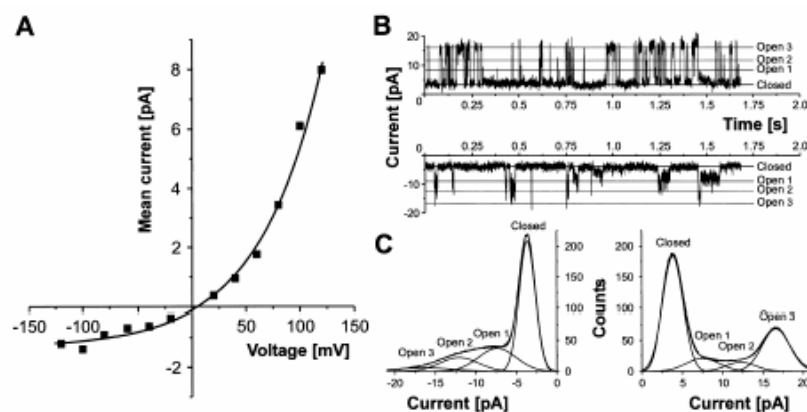 A
Mean current [pA]
8
6
4
2
-2
-150
-100
-50
50
100
150
Voltage [mV]
B
Current [pA]
20
10
0
Open 3
Open 2
Open 1
Closed
0
0.25
0.5
0.75
1.0
1.25
1.5
1.75
2.0
Time [s]
0
0.25
0.5
0.75
1.0
1.25
1.5
1.75
2.0
-10
-20
Closed
Open 1
Open 2
Open 3
C
Closed
Open 1
Open 2
Open 3
200
150
100
50
0
-20
-15
-10
-5
0
Current [pA]
Counts
Closed
Open 1
Open 2
Open 3
200
150
100
50
0
0
5
10
15
20
Current [pA]